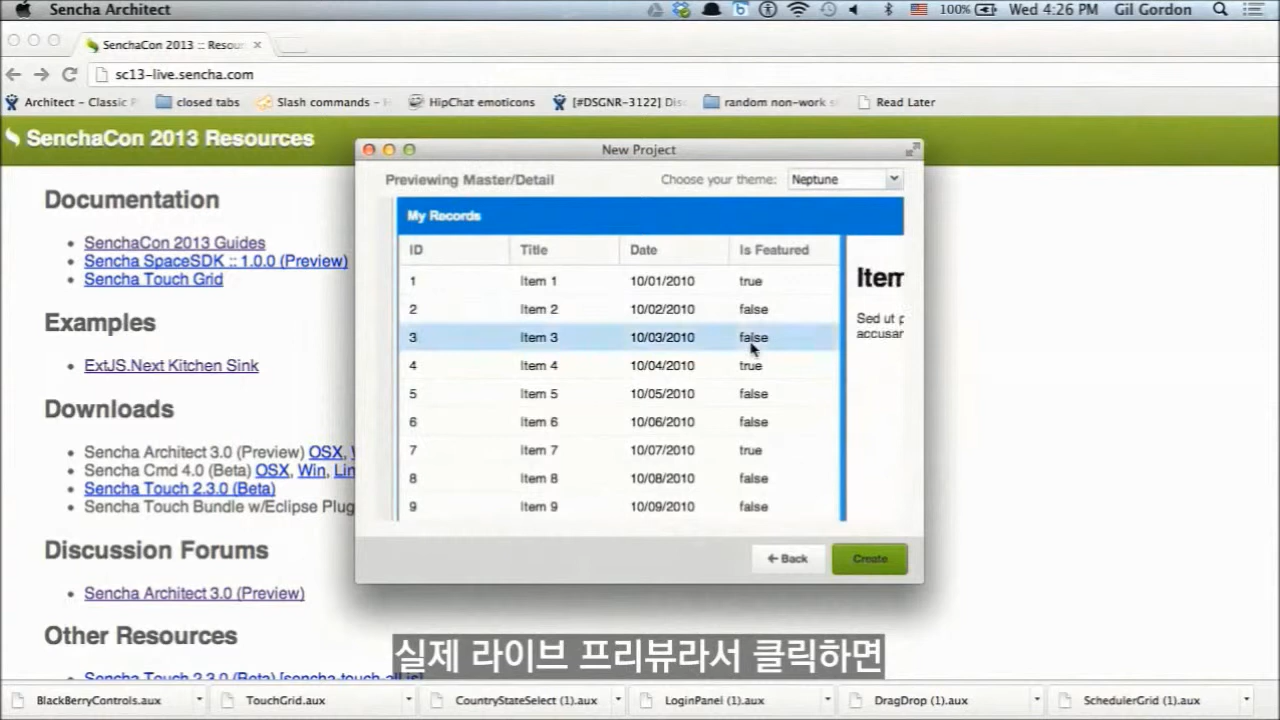 Sencha Architect
100% Wed 4:26 PM Gil Gordon
SenchaCon 2013 :: Resou
sc13-live.sencha.com
Architect - Classic closed tabs Slash commands - HipChat emoticons [#DSGNR-3122] random non-work Read Later
SenchaCon 2013 Resources
Documentation
SenchaCon 2013 Guides
Sencha SpaceSDK :: 1.0.0 (Preview)
Sencha Touch Grid
Examples
ExtJS.Next Kitchen Sink
Downloads
Sencha Architect 3.0 (Preview) OSX,
Sencha Cmd 4.0 (Beta) OSX, Win, Lin
Sencha Touch 2.3.0 (Beta)
Sencha Touch Bundle w/Eclipse Plug
Discussion Forums
Sencha Architect 3.0 (Preview)
Other Resources
New Project
Previewing Master/Detail Choose your theme: Neptune
My Records
ID Title Date Is Featured
1 Item 1 10/01/2010 true
2 Item 2 10/02/2010 false
3 Item 3 10/03/2010 false
4 Item 4 10/04/2010 true
5 Item 5 10/05/2010 false
6 Item 6 10/06/2010 false
7 Item 7 10/07/2010 true
8 Item 8 10/08/2010 false
9 Item 9 10/09/2010 false
Item
Sed ut p
accusar
Back Create
실제 라이브 프리뷰라서 클릭하면
BlackBerryControls.aux TouchGrid.aux CountryStateSelect (1).aux LoginPanel (1).aux DragDrop (1).aux SchedulerGrid (1).aux